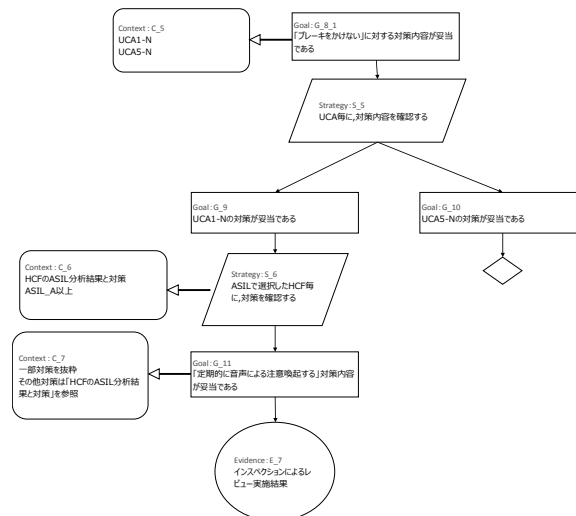 Context : C_5
UCA1-N
UCA5-N
Goal : G_8_1
「ブレーキをかけない」に対する対策内容が妥当
である
Strategy : S_5
UCA毎に,対策内容を確認する
Goal : G_9
UCA1-Nの対策が妥当である
Goal : G_10
UCA5-Nの対策が妥当である
Context : C_6
HCFのASIL分析結果と対策
ASIL_A以上
Strategy : S_6
ASILで選択したHCF毎
に,対策を確認する
Context : C_7
一部対策を抜粋
その他対策は「HCFのASIL分析結
果と対策」を参照
Goal : G_11
「定期的に音声による注意喚起する」対策内容
が妥当である
Evidence : E_7
インスペクションによるレ
ビュー実施結果